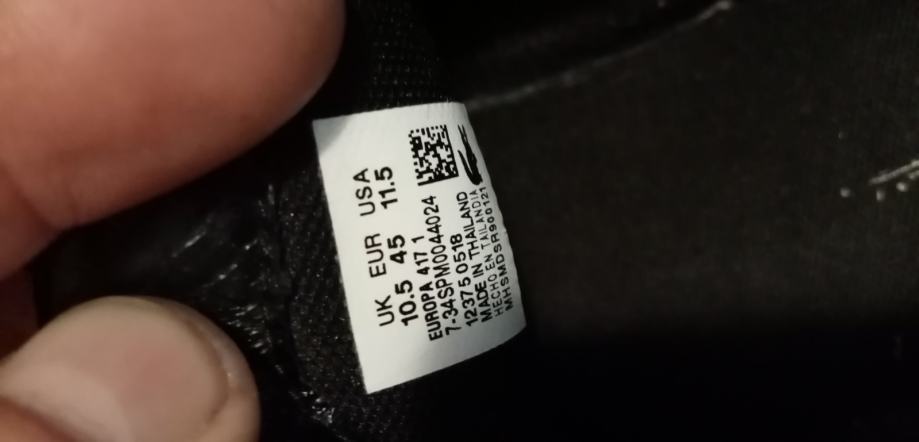 UK EUR USA
10.5 45 11.5
EUROPA 417 1
7-34SPM0044024
12375 0518
MADE IN THAILAND
HECHO EN TAILANDIA
MHSMDSR900121